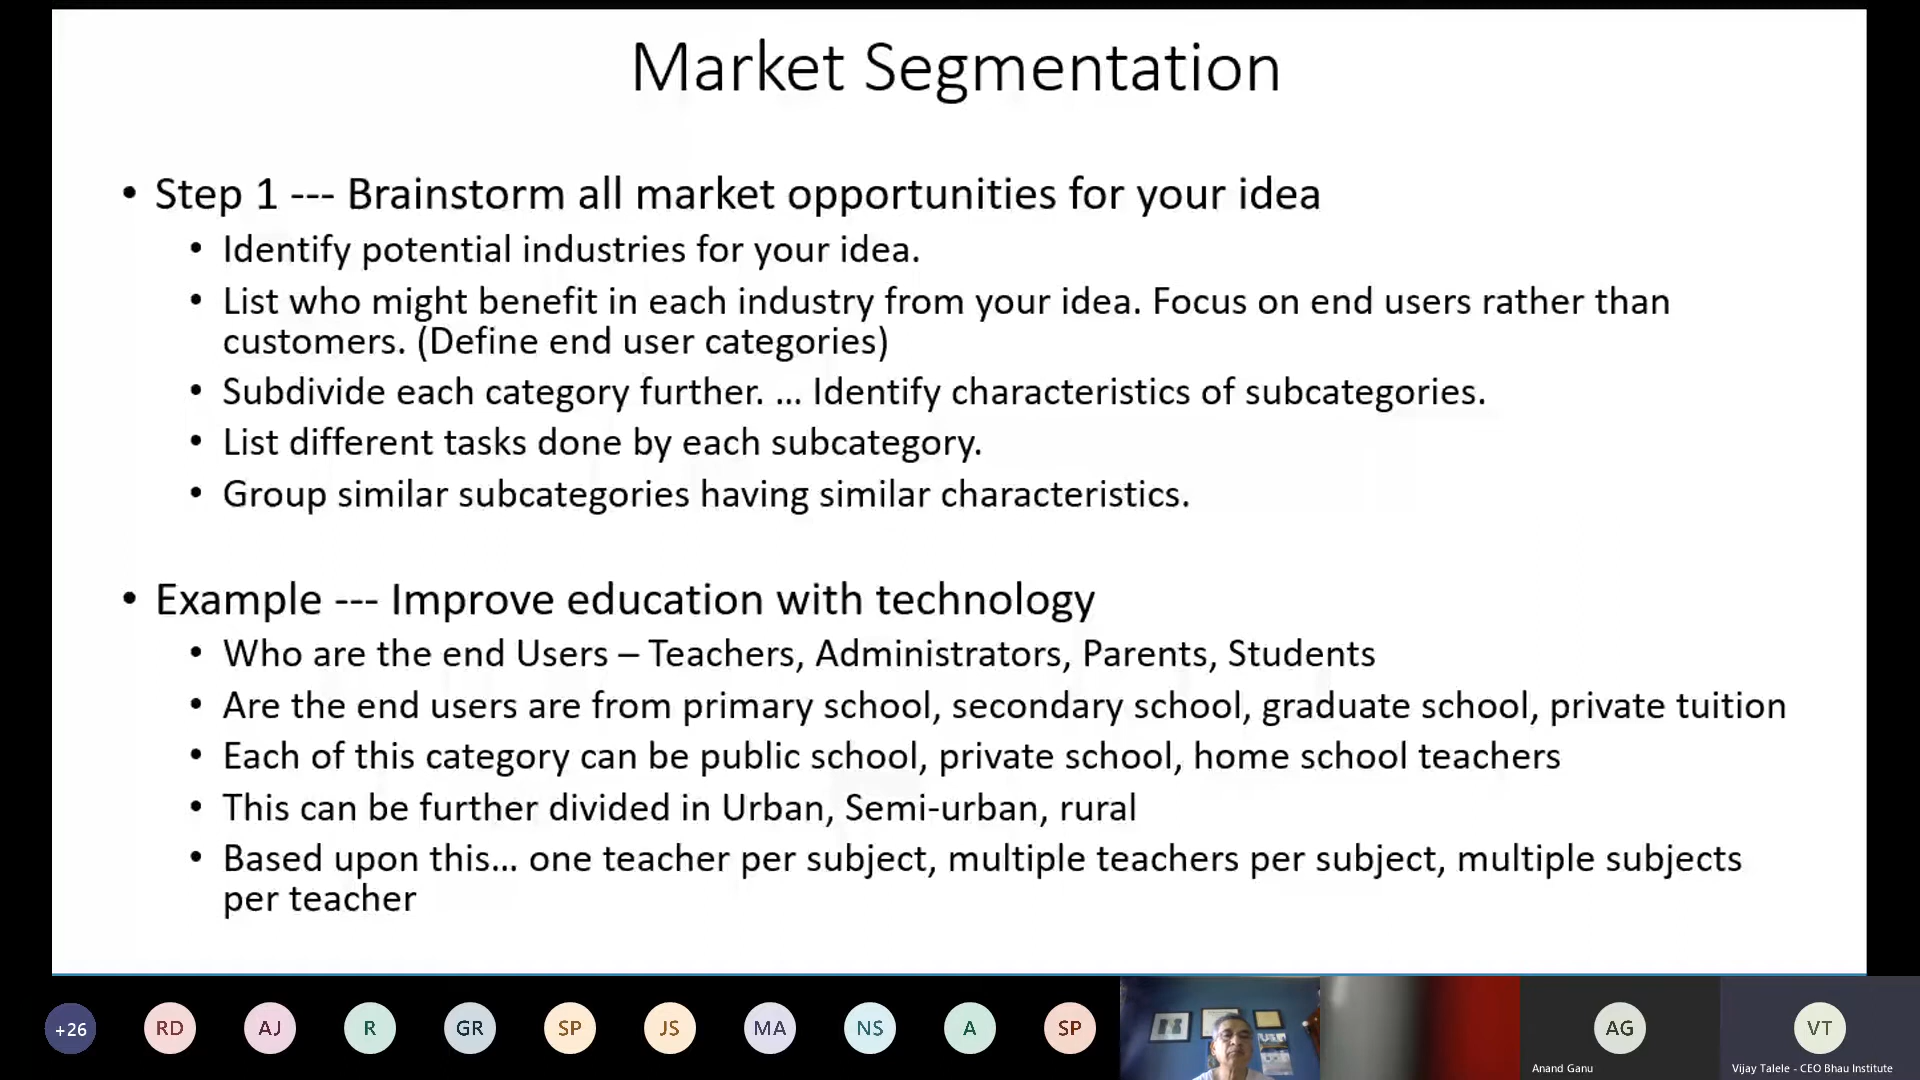 Market Segmentation
• Step 1 --- Brainstorm all market opportunities for your idea
• Identify potential industries for your idea.
• List who might benefit in each industry from your idea. Focus on end users rather than
customers. (Define end user categories)
• Subdivide each category further. ... Identify characteristics of subcategories.
• List different tasks done by each subcategory.
• Group similar subcategories having similar characteristics.
• Example --- Improve education with technology
• Who are the end Users – Teachers, Administrators, Parents, Students
• Are the end users are from primary school, secondary school, graduate school, private tuition
• Each of this category can be public school, private school, home school teachers
• This can be further divided in Urban, Semi-urban, rural
• Based upon this... one teacher per subject, multiple teachers per subject, multiple subjects
per teacher
+26 RD AJ R GR SP JS MA NS A SP AG VT
Anand Ganu Vijay Talele - CEO Bhau Institute